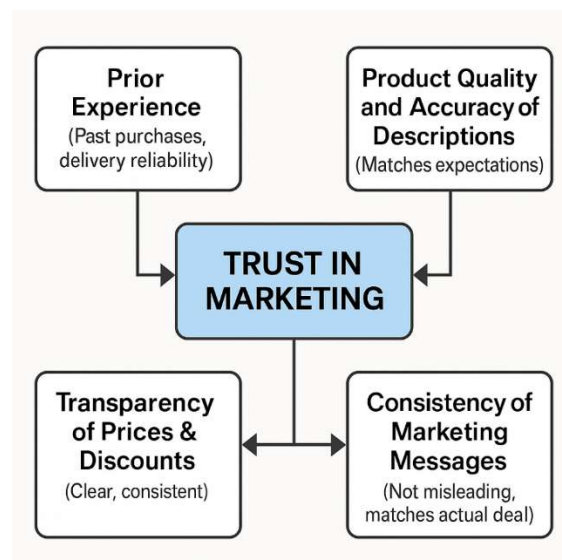 Prior
Experience
(Past purchases,
delivery reliability)
Product Quality
and Accuracy of
Descriptions
(Matches expectations)
TRUST IN
MARKETING
Transparency
of Prices &
Discounts
(Clear, consistent)
Consistency of
Marketing
Messages
(Not misleading,
matches actual deal)